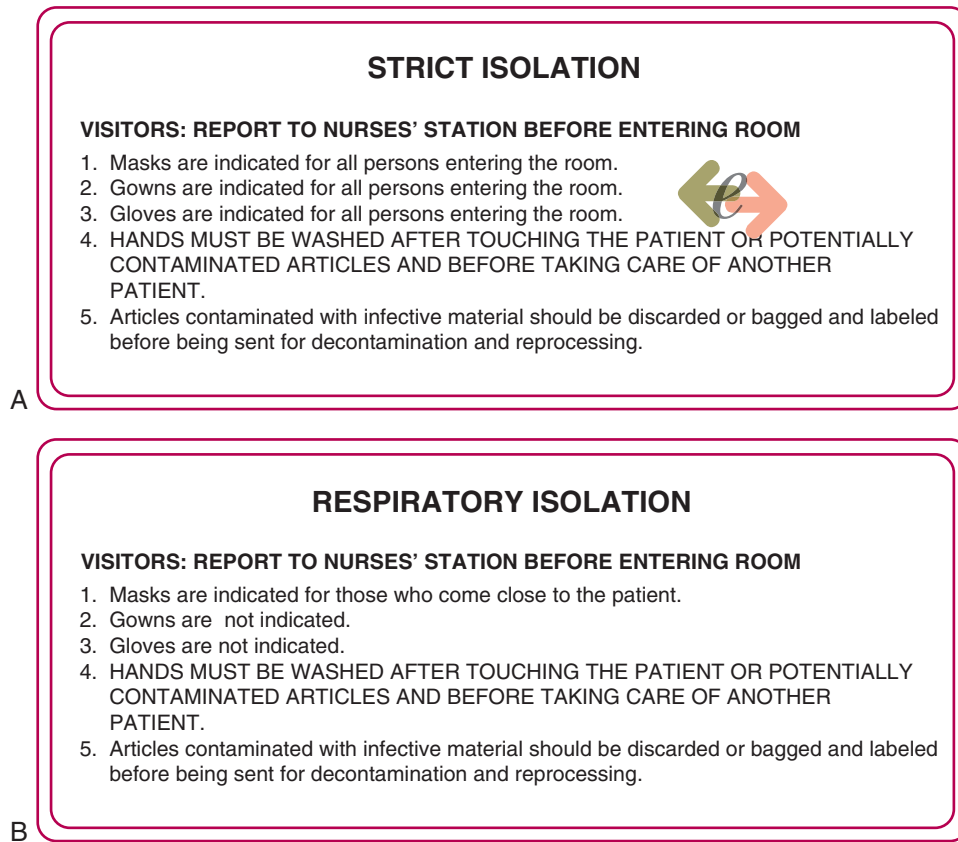 STRICT ISOLATION
VISITORS: REPORT TO NURSES’ STATION BEFORE ENTERING ROOM
1. Masks are indicated for all persons entering the room.
2. Gowns are indicated for all persons entering the room.
3. Gloves are indicated for all persons entering the room.
e
4. HANDS MUST BE WASHED AFTER TOUCHING THE PATIENT OR POTENTIALLY
CONTAMINATED ARTICLES AND BEFORE TAKING CARE OF ANOTHER
PATIENT.
5. Articles contaminated with infective material should be discarded or bagged and labeled
before being sent for decontamination and reprocessing.
A
RESPIRATORY ISOLATION
VISITORS: REPORT TO NURSES’ STATION BEFORE ENTERING ROOM
1. Masks are indicated for those who come close to the patient.
2. Gowns are not indicated.
3. Gloves are not indicated.
4. HANDS MUST BE WASHED AFTER TOUCHING THE PATIENT OR POTENTIALLY
CONTAMINATED ARTICLES AND BEFORE TAKING CARE OF ANOTHER
PATIENT.
5. Articles contaminated with infective material should be discarded or bagged and labeled
before being sent for decontamination and reprocessing.
B